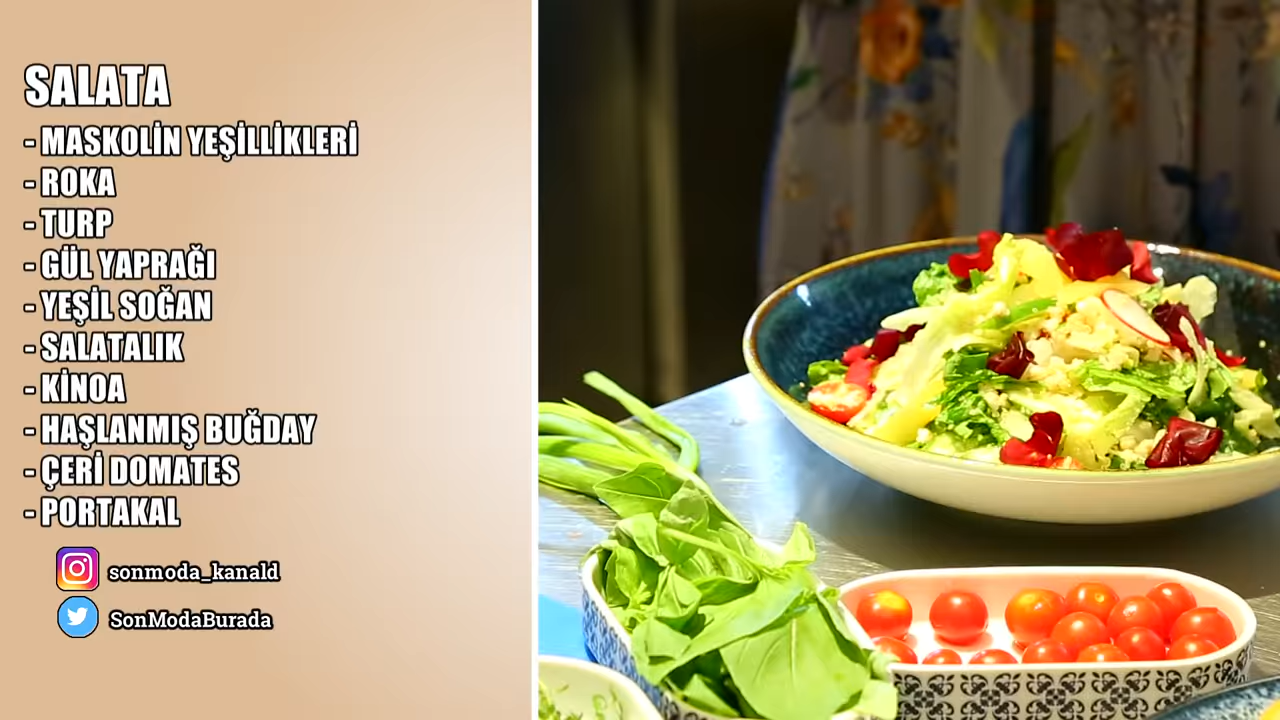 SALATA
- MASKOLİN YEŞİLLİKLERİ
- ROKA
- TURP
- GÜL YAPRAĞI
- YEŞİL SOĞAN
- SALATALIK
- KİNOA
- HAŞLANMIŞ BUĞDAY
- ÇERİ DOMATES
- PORTAKAL
sonmoda_kanald
SonModaBurada